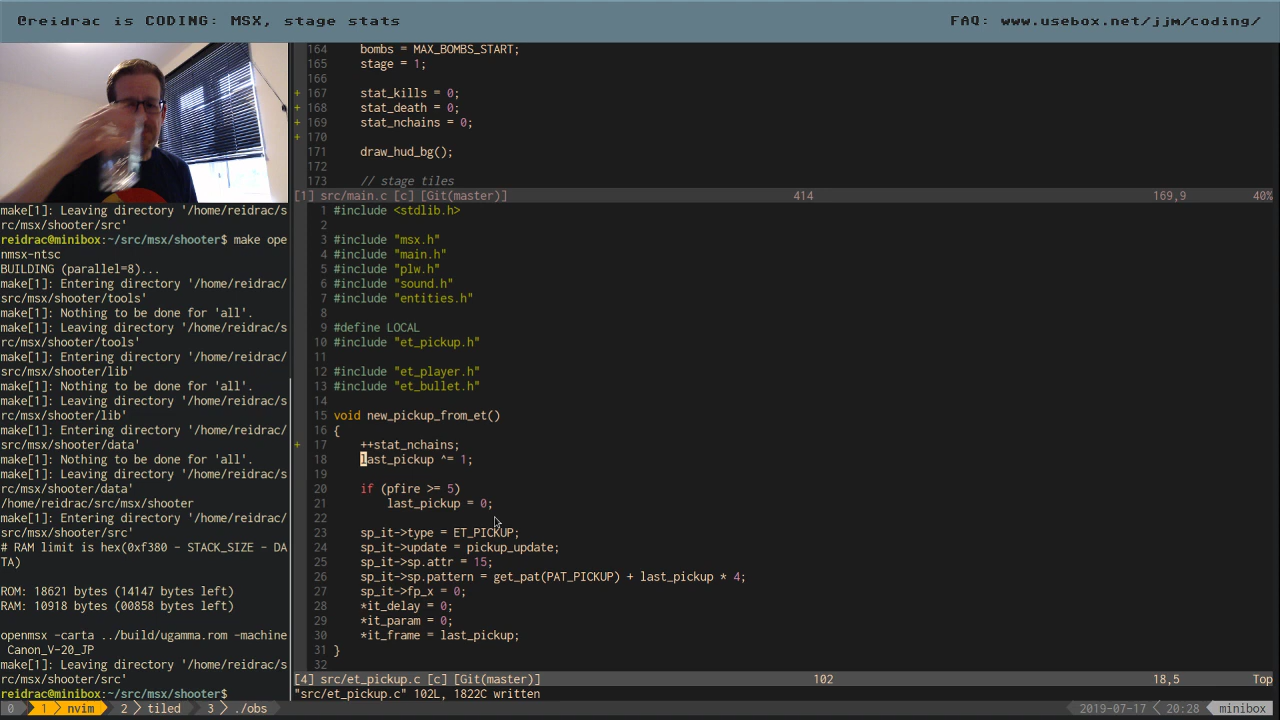 @reidrac is CODING: MSX, stage stats
FAQ: www.usebox.net/jjm/coding/
164     bombs = MAX_BOMBS_START;
165     stage = 1;
166
+ 167     stat_kills = 0;
+ 168     stat_death = 0;
+ 169     stat_nchains = 0;
+ 170
171     draw_hud_bg();
172
173     // stage tiles
[1] src/main.c [c] [Git(master)] 414 169,9 40%
make[1]: Leaving directory '/home/reidrac/s
rc/msx/shooter/src'
reidrac@minibox:~/src/msx/shooter$ make ope
nmsx-ntsc
BUILDING (parallel=8)...
make[1]: Entering directory '/home/reidrac/
src/msx/shooter/tools'
make[1]: Nothing to be done for 'all'.
make[1]: Leaving directory '/home/reidrac/s
rc/msx/shooter/tools'
make[1]: Entering directory '/home/reidrac/
src/msx/shooter/lib'
make[1]: Nothing to be done for 'all'.
make[1]: Leaving directory '/home/reidrac/s
rc/msx/shooter/lib'
make[1]: Entering directory '/home/reidrac/
src/msx/shooter/data'
make[1]: Nothing to be done for 'all'.
make[1]: Leaving directory '/home/reidrac/s
rc/msx/shooter/data'
/home/reidrac/src/msx/shooter
make[1]: Entering directory '/home/reidrac/
src/msx/shooter/src'
# RAM limit is hex(0xf380 - STACK_SIZE - DA
TA)
ROM: 18621 bytes (14147 bytes left)
RAM: 10918 bytes (00858 bytes left)
openmsx -carta ../build/ugamma.rom -machine
Canon_V-20_JP
make[1]: Leaving directory '/home/reidrac/s
rc/msx/shooter/src'
reidrac@minibox:~/src/msx/shooter$
1 #include <stdlib.h>
2
3 #include "msx.h"
4 #include "main.h"
5 #include "plw.h"
6 #include "sound.h"
7 #include "entities.h"
8
9 #define LOCAL
10 #include "et_pickup.h"
11
12 #include "et_player.h"
13 #include "et_bullet.h"
14
15 void new_pickup_from_et()
16 {
+ 17     ++stat_nchains;
18     last_pickup ^= 1;
19
20     if (pfire >= 5)
21         last_pickup = 0;
22
23     sp_it->type = ET_PICKUP;
24     sp_it->update = pickup_update;
25     sp_it->sp.attr = 15;
26     sp_it->sp.pattern = get_pat(PAT_PICKUP) + last_pickup * 4;
27     sp_it->fp_x = 0;
28     *it_delay = 0;
29     *it_param = 0;
30     *it_frame = last_pickup;
31 }
32
[4] src/et_pickup.c [c] [Git(master)] 102 18,5 Top
"src/et_pickup.c" 102L, 1822C written
0 1 nvim 2 tiled 3 ./obs 2019-07-17 20:28 minibox